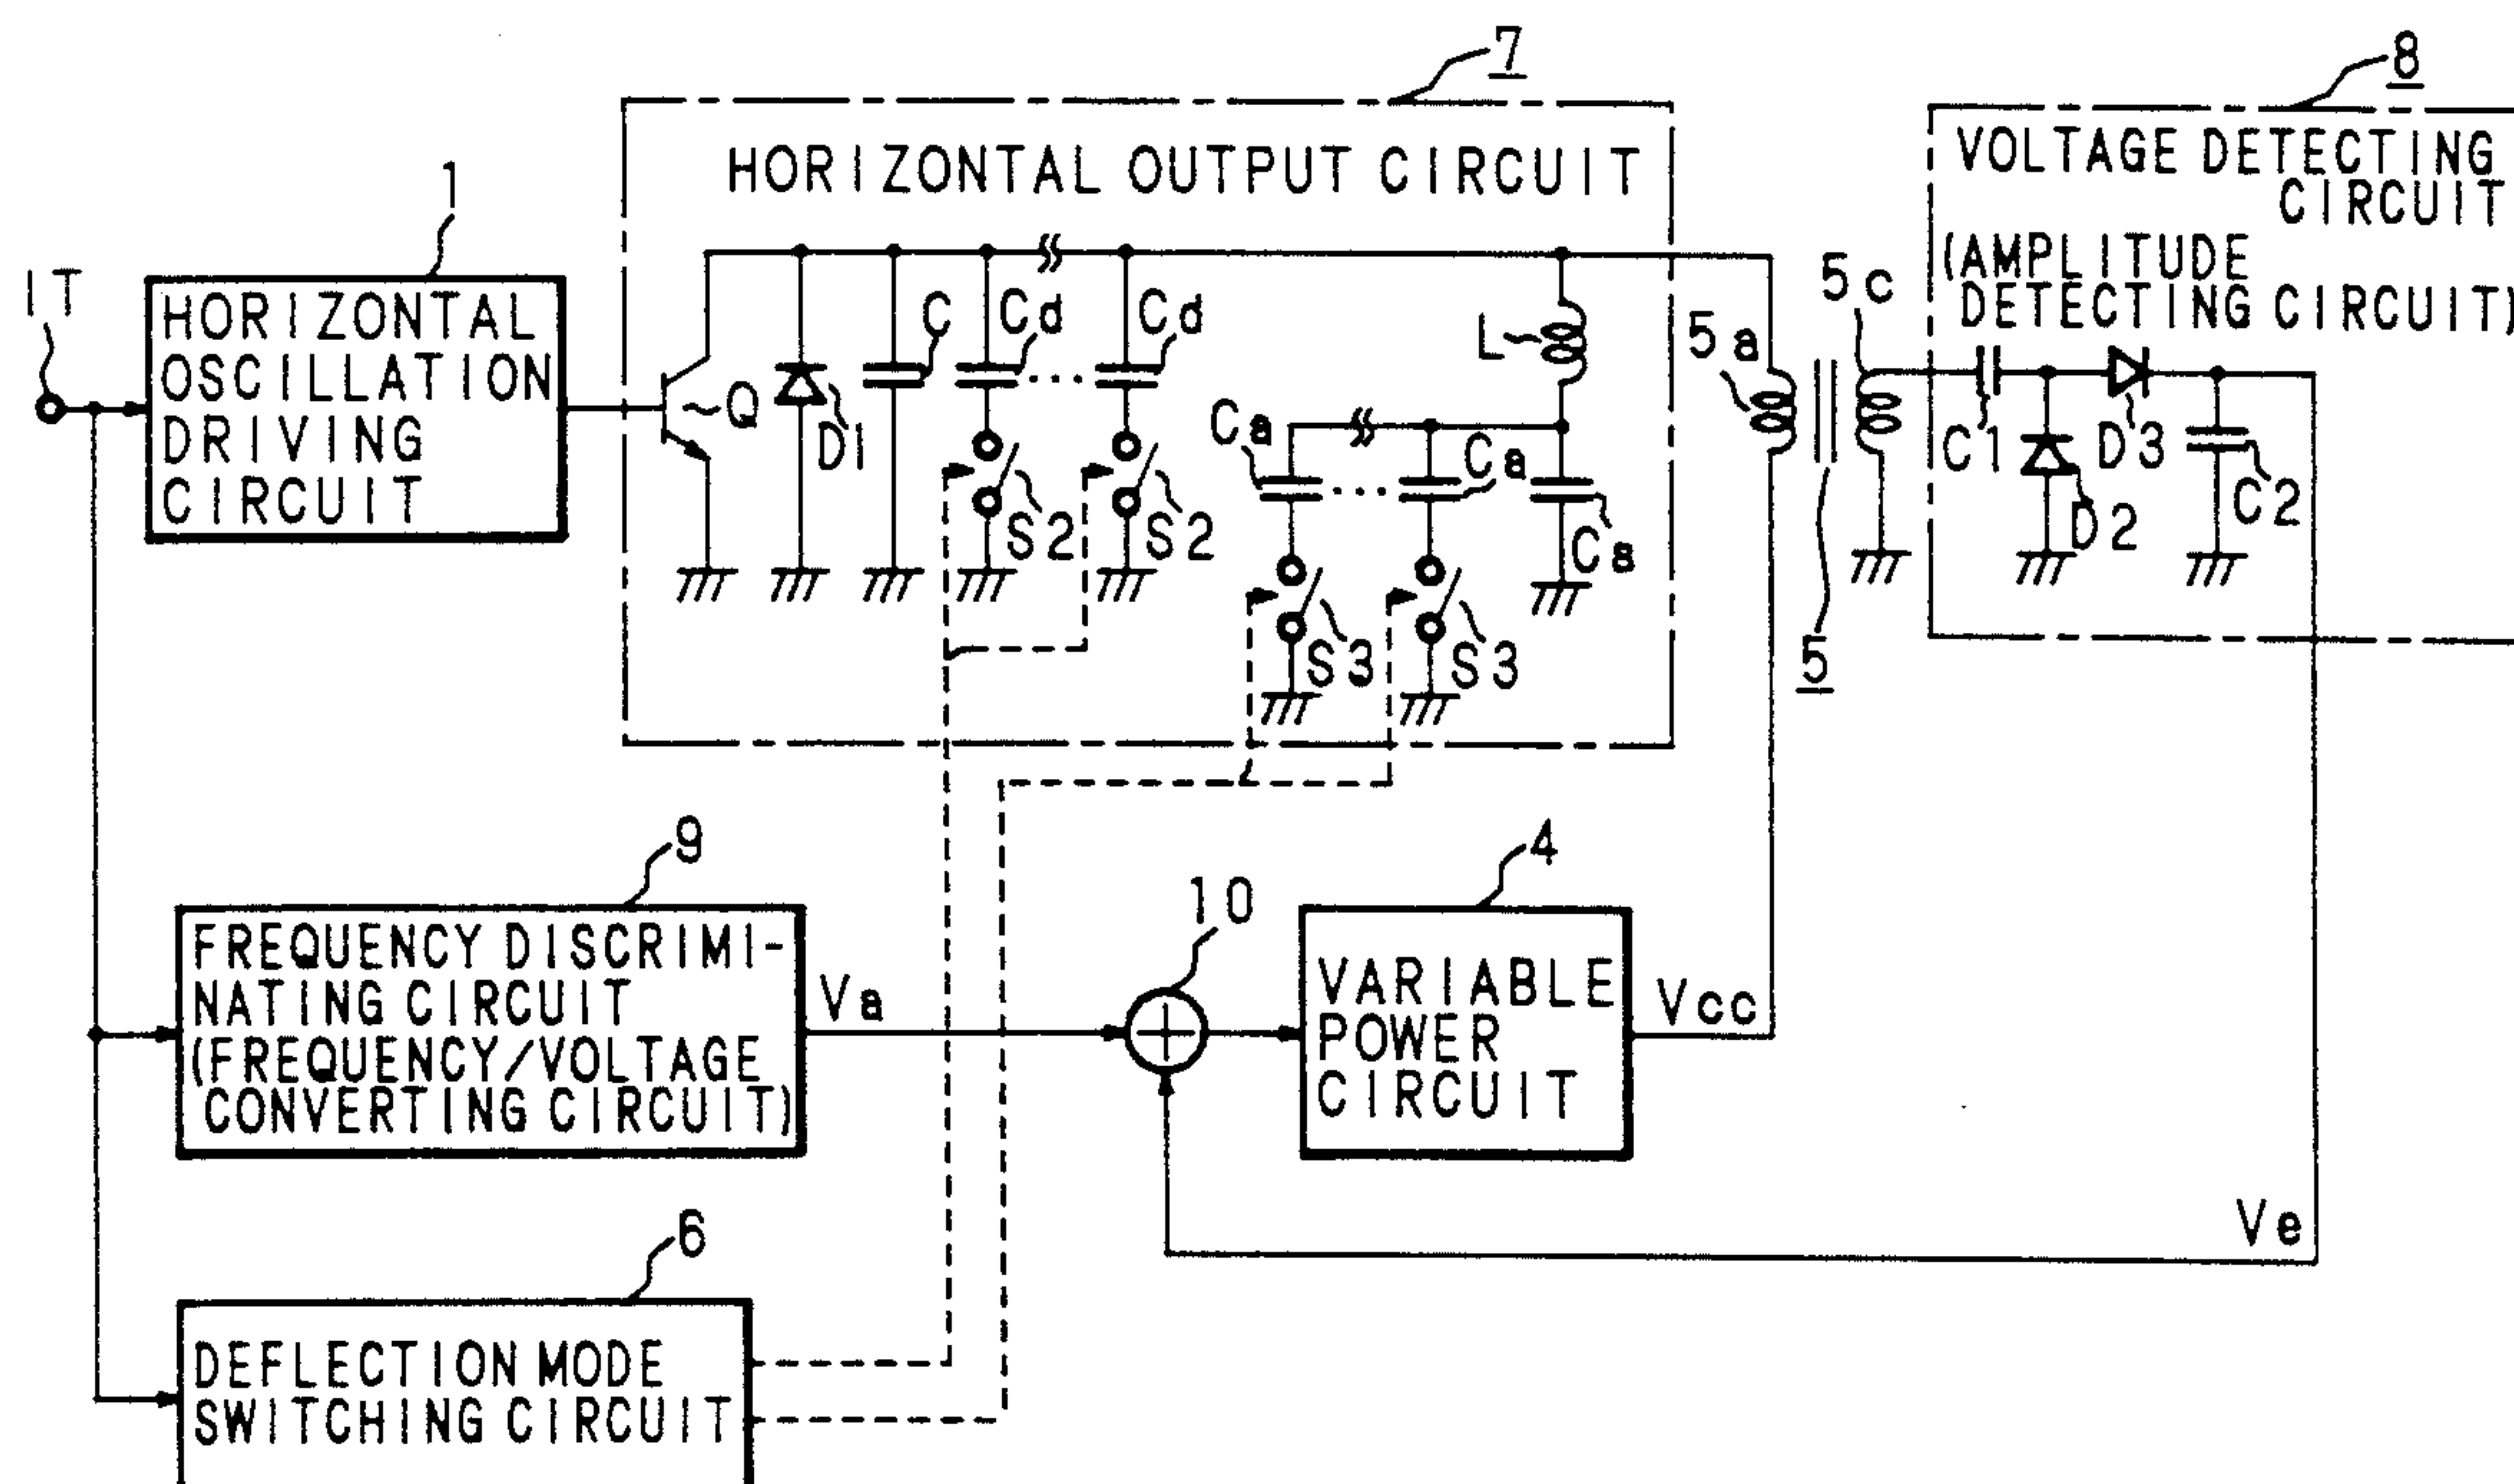 7
8
HORIZONTAL OUTPUT CIRCUIT
VOLTAGE DETECTING
CIRCUIT
(AMPLITUDE
DETECTING CIRCUIT)
1
IT
HORIZONTAL
OSCILLATION
DRIVING
CIRCUIT
C
Cd
Cd
L
5a
5c
Q
D1
Ca
Ca
Ca
C1
D3
D2
C2
S2
S2
S3
S3
5
9
FREQUENCY DISCRIMI-
NATING CIRCUIT
(FREQUENCY/VOLTAGE
CONVERTING CIRCUIT)
Va
10
4
VARIABLE
POWER
CIRCUIT
Vcc
Ve
6
DEFLECTION MODE
SWITCHING CIRCUIT